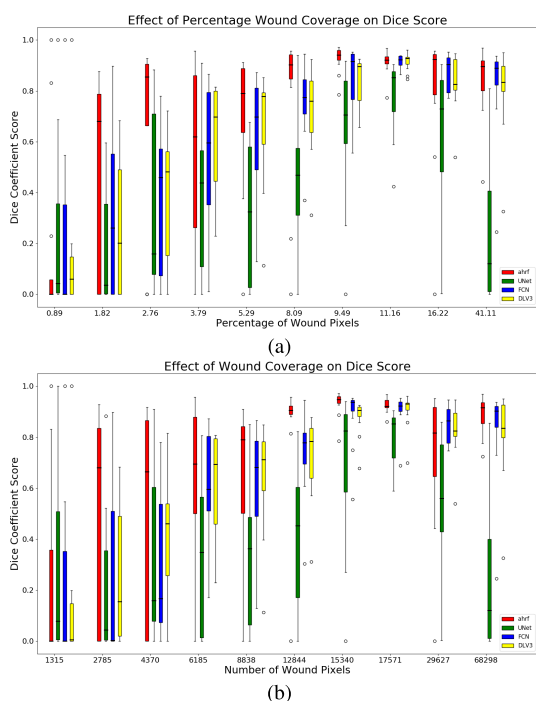 Effect of Percentage Wound Coverage on Dice Score
1.0
0.8
0.6
0.4
0.2
0.0
Dice Coefficient Score
ahrf
UNet
FCN
DLV3
0.89 1.82 2.76 3.79 5.29 8.09 9.49 11.16 16.22 41.11
Percentage of Wound Pixels
(a)
Effect of Wound Coverage on Dice Score
1.0
0.8
0.6
0.4
0.2
0.0
Dice Coefficient Score
ahrf
UNet
FCN
DLV3
1315 2785 4370 6185 8838 12844 15340 17571 29627 68298
Number of Wound Pixels
(b)